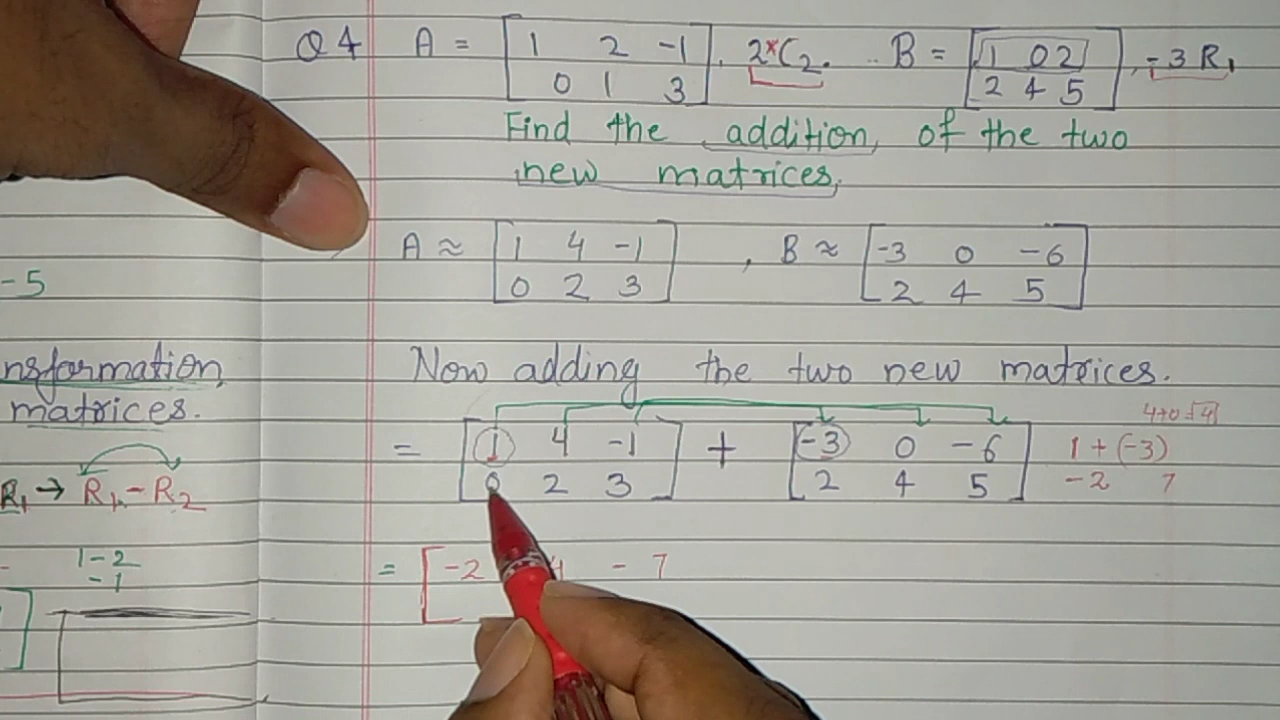 Q4 A = [1 2 -1 / 0 1 3], 2*C2. B = [1 0 2 / 2 4 5], -3R1
Find the addition, of the two
new matrices,
A ≈ [1 4 -1 / 0 2 3], B ≈ [-3 0 -6 / 2 4 5]
-5
nsformation
matrices.
R1 → R1 - R2
1-2
-1
Now adding the two new matrices.
4+0=4
= [1 4 -1 / 0 2 3] + [-3 0 -6 / 2 4 5] 1+(-3)
-2 7
= [-2 4 -7